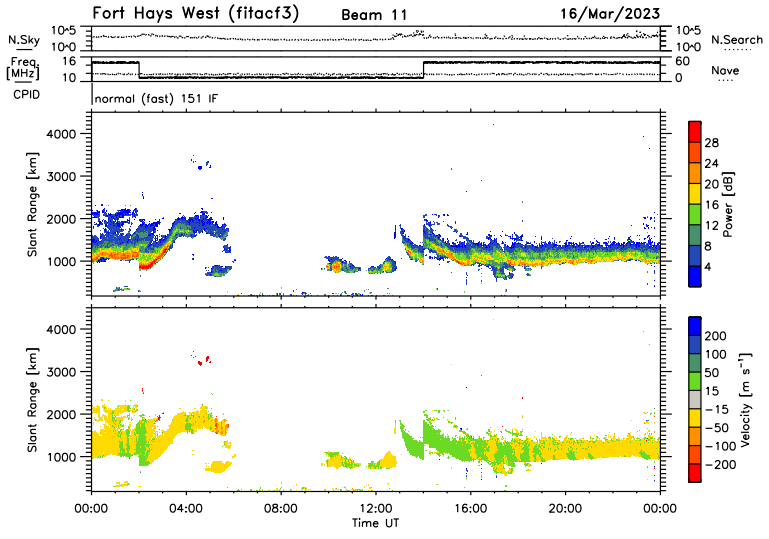 Fort Hays West (fitacf3) Beam 11 16/Mar/2023
N.Sky 10^5 10^0 10^5 10^0 N.Search
Freq. [MHz] 16 10 60 0 Nave
CPID normal (fast) 151 IF
Slant Range [km] 4000 3000 2000 1000
28 24 20 16 12 8 4 Power [dB]
Slant Range [km] 4000 3000 2000 1000
200 100 50 15 −15 −50 −100 −200 Velocity [m s⁻¹]
00:00 04:00 08:00 12:00 16:00 20:00 00:00
Time UT